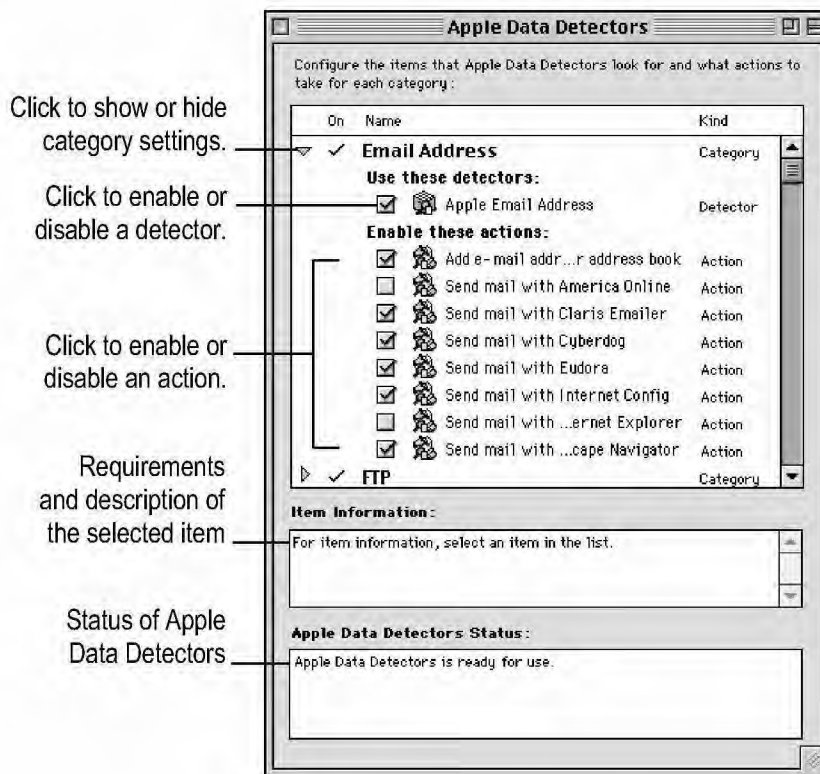 Apple Data Detectors
Configure the items that Apple Data Detectors look for and what actions to
take for each category:
Click to show or hide
category settings.
Click to enable or
disable a detector.
Click to enable or
disable an action.
Requirements
and description of
the selected item
Status of Apple
Data Detectors
On Name Kind
Email Address Category
Use these detectors:
Apple Email Address Detector
Enable these actions:
Add e-mail addr...r address book Action
Send mail with America Online Action
Send mail with Claris Emailer Action
Send mail with Cyberdog Action
Send mail with Eudora Action
Send mail with Internet Config Action
Send mail with ...ernet Explorer Action
Send mail with ...cape Navigator Action
FTP Category
Item Information:
For item information, select an item in the list.
Apple Data Detectors Status:
Apple Data Detectors is ready for use.